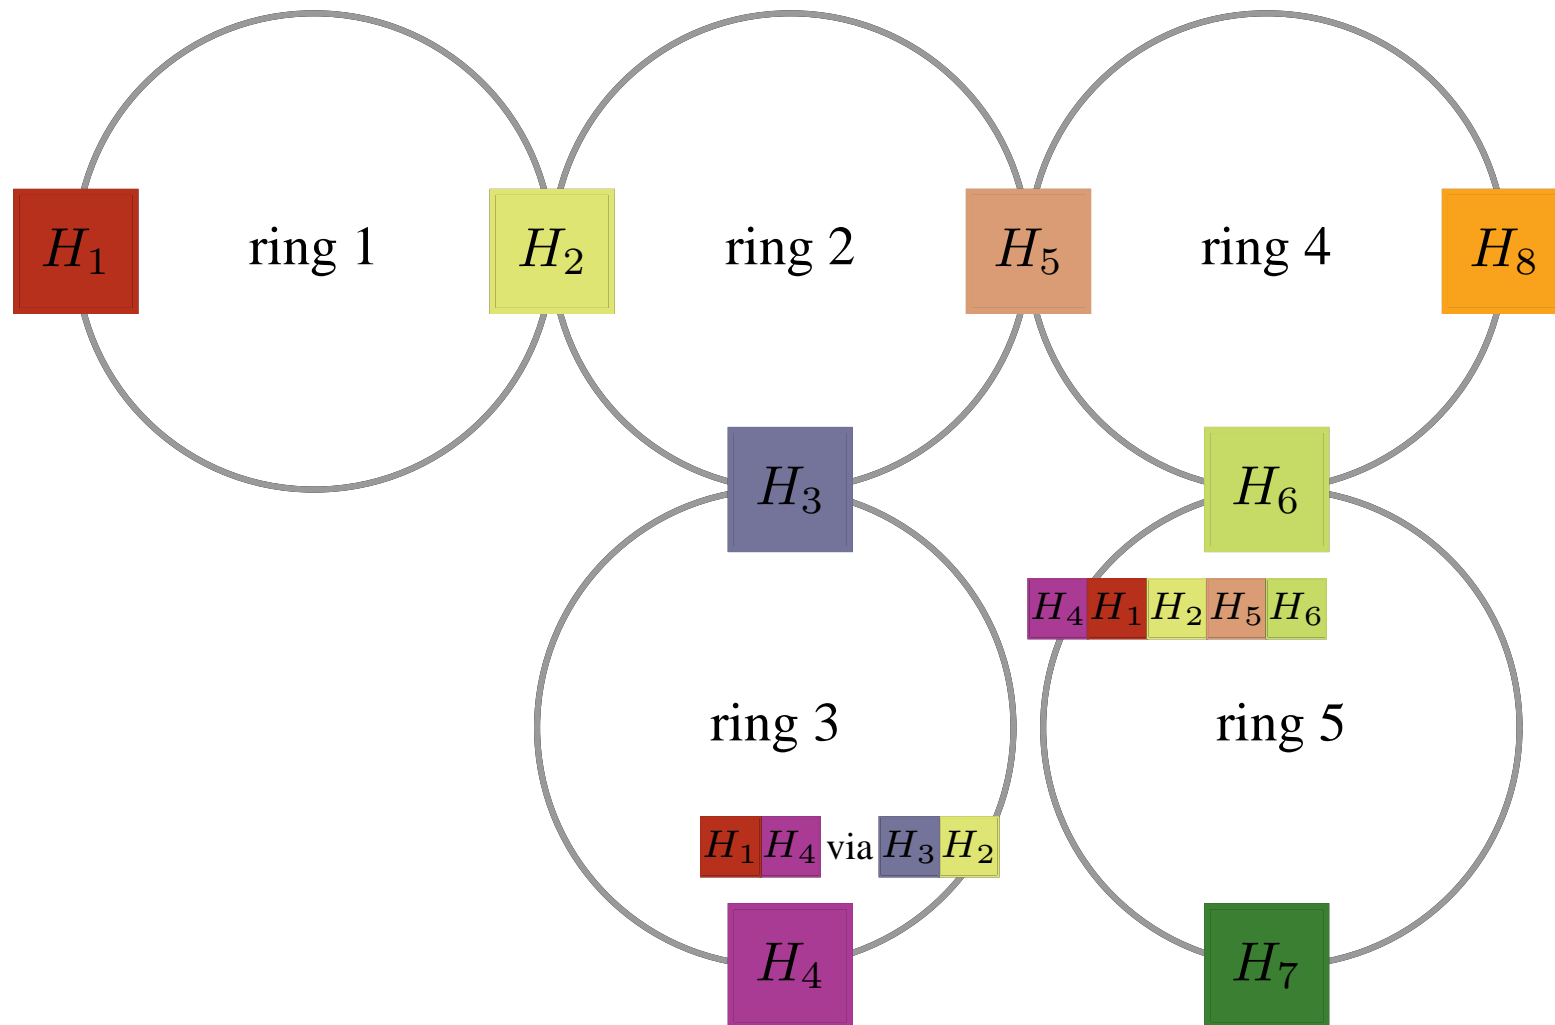 H₁ ring 1 H₂ ring 2 H₅ ring 4 H₈
H₃ H₆
H₄ H₁ H₂ H₅ H₆
ring 3 ring 5
H₁ H₄ via H₃ H₂
H₄ H₇